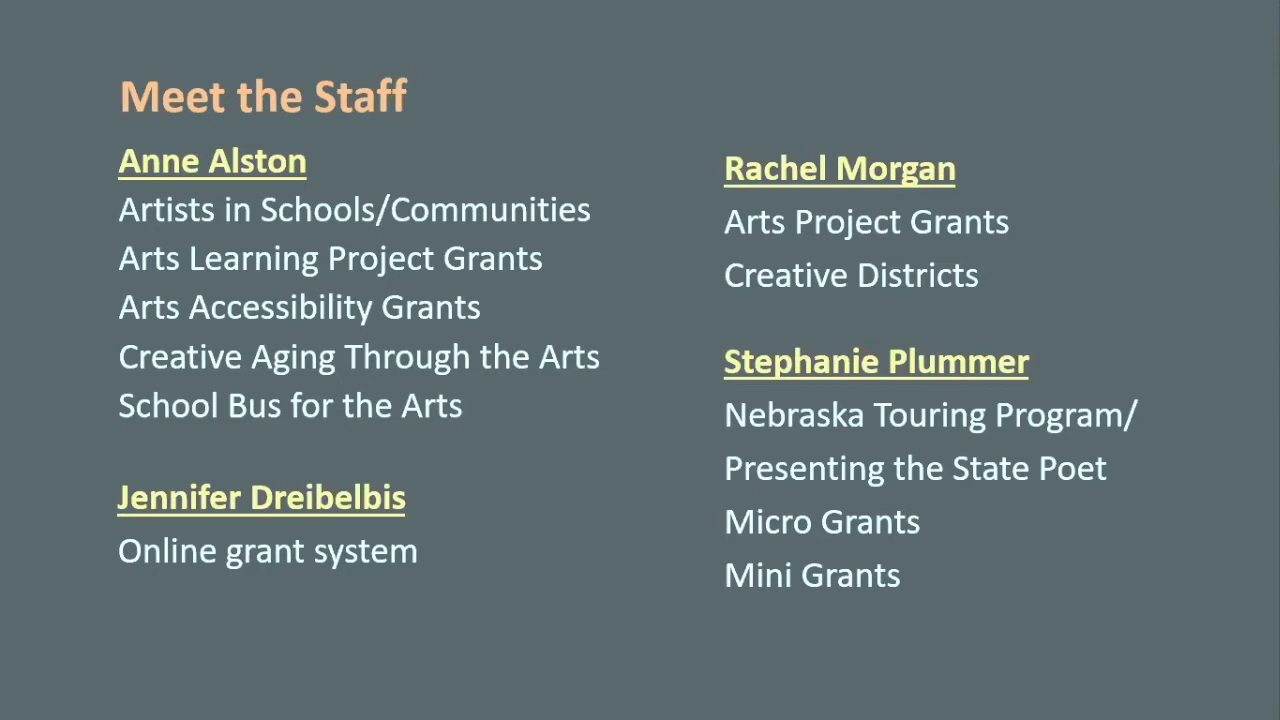 Meet the Staff
Anne Alston
Artists in Schools/Communities
Arts Learning Project Grants
Arts Accessibility Grants
Creative Aging Through the Arts
School Bus for the Arts
Jennifer Dreibelbis
Online grant system
Rachel Morgan
Arts Project Grants
Creative Districts
Stephanie Plummer
Nebraska Touring Program/
Presenting the State Poet
Micro Grants
Mini Grants